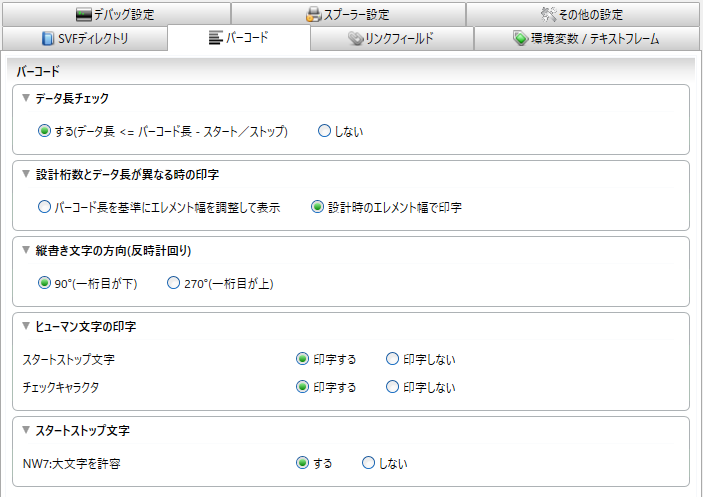 デバッグ設定 スプーラー設定 その他の設定
SVFディレクトリ バーコード リンクフィールド 環境変数 / テキストフレーム
バーコード
データ長チェック
する(データ長 <= バーコード長 - スタート／ストップ) しない
設計桁数とデータ長が異なる時の印字
バーコード長を基準にエレメント幅を調整して表示 設計時のエレメント幅で印字
縦書き文字の方向(反時計回り)
90°(一桁目が下) 270°(一桁目が上)
ヒューマン文字の印字
スタートストップ文字 印字する 印字しない
チェックキャラクタ 印字する 印字しない
スタートストップ文字
NW7:大文字を許容 する しない